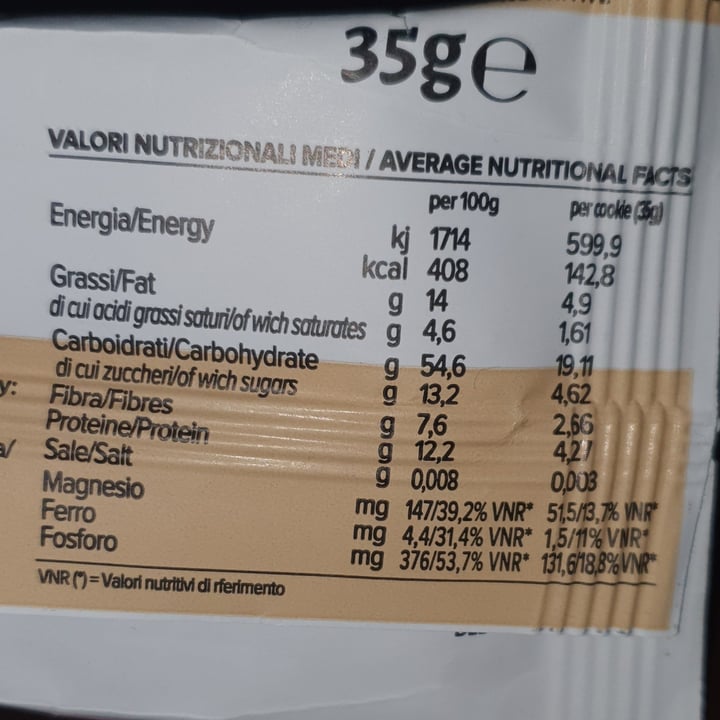 35g e
VALORI NUTRIZIONALI MEDI / AVERAGE NUTRITIONAL FACTS
per 100g per cookie (35g)
Energia/Energy kj 1714 599,9
kcal 408 142,8
Grassi/Fat g 14 4,9
di cui acidi grassi saturi/of wich saturates g 4,6 1,61
Carboidrati/Carbohydrate g 54,6 19,11
di cui zuccheri/of wich sugars g 13,2 4,62
Fibra/Fibres g 7,6 2,66
Proteine/Protein g 12,2 4,27
Sale/Salt g 0,008 0,003
Magnesio mg 147/39,2% VNR* 51,5/13,7% VNR*
Ferro mg 4,4/31,4% VNR* 1,5/11% VNR*
Fosforo mg 376/53,7% VNR* 131,6/18,8% VNR*
VNR (*) = Valori nutritivi di rferimento
y:
a/